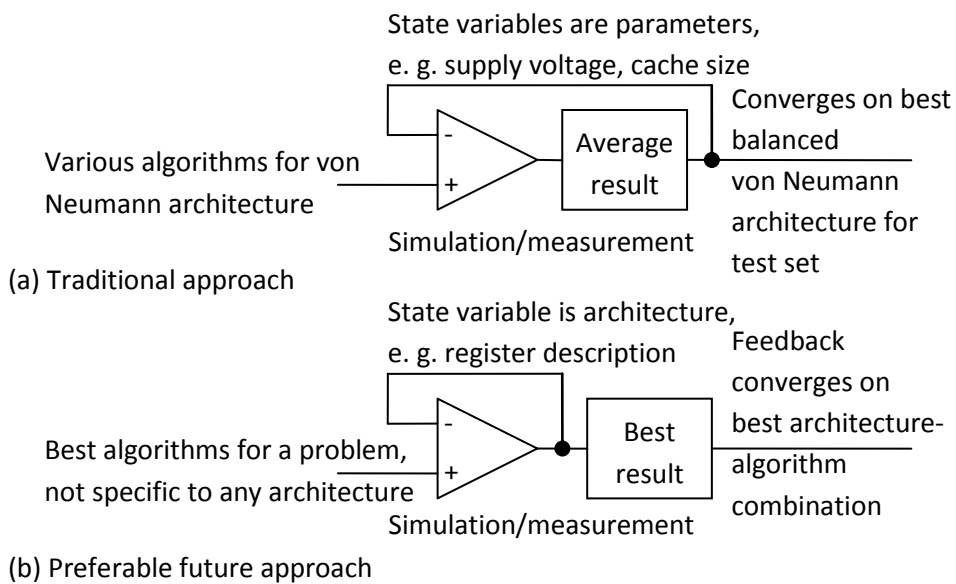 State variables are parameters,
e. g. supply voltage, cache size
Various algorithms for von
Neumann architecture
-
+
Average
result
Converges on best
balanced
von Neumann
architecture for
test set
Simulation/measurement
(a) Traditional approach
State variable is architecture,
e. g. register description
Best algorithms for a problem,
not specific to any architecture
-
+
Best
result
Feedback
converges on
best architecture-
algorithm
combination
Simulation/measurement
(b) Preferable future approach